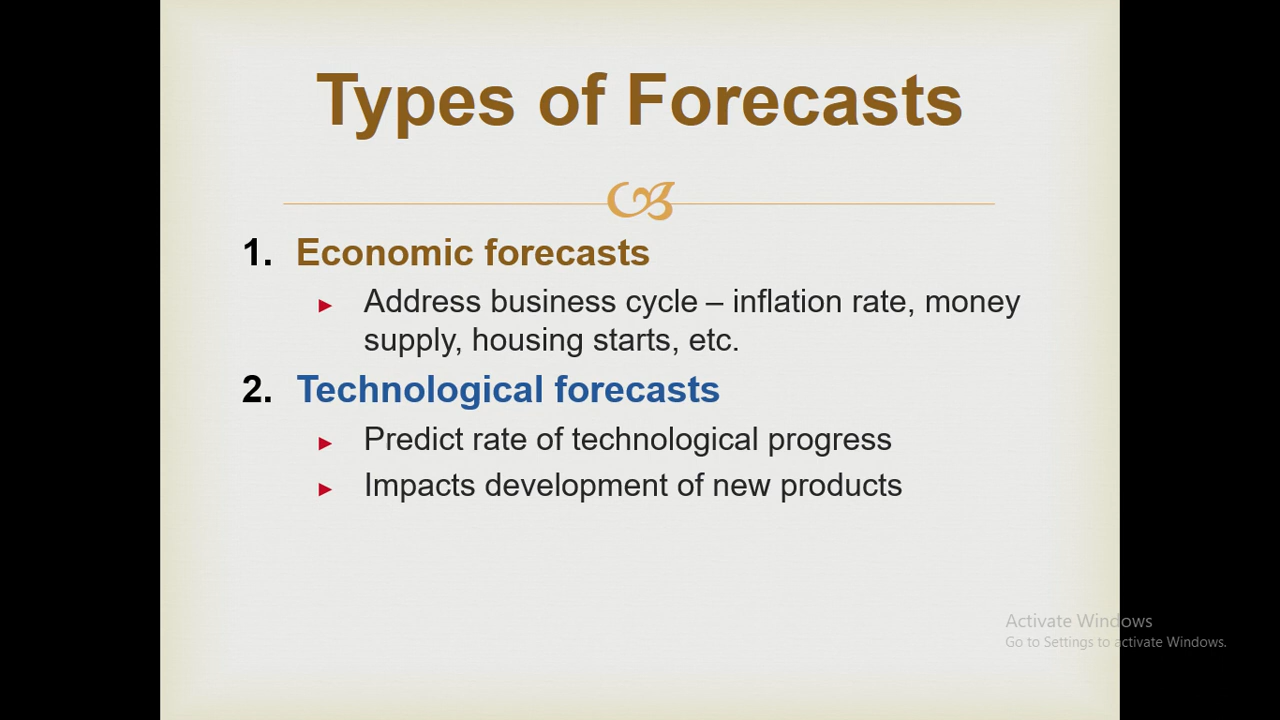 Types of Forecasts
1. Economic forecasts
► Address business cycle – inflation rate, money
supply, housing starts, etc.
2. Technological forecasts
► Predict rate of technological progress
► Impacts development of new products
Activate Windows
Go to Settings to activate Windows.